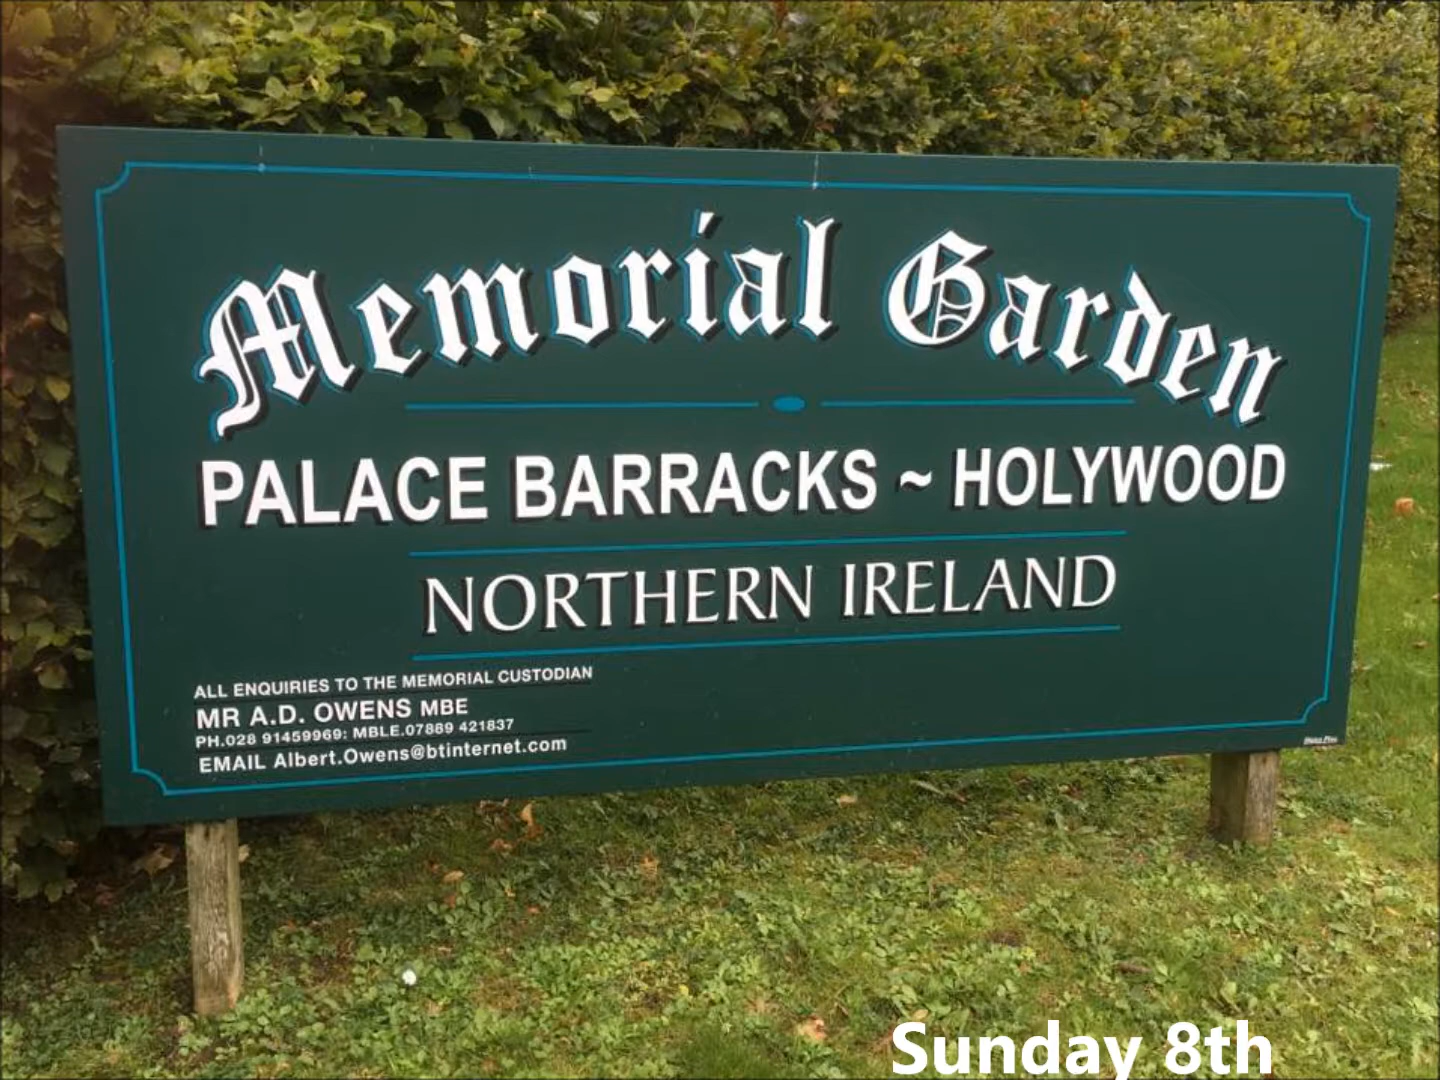 Memorial Garden
PALACE BARRACKS ~ HOLYWOOD
NORTHERN IRELAND
ALL ENQUIRIES TO THE MEMORIAL CUSTODIAN
MR A.D. OWENS MBE
PH.028 91459969: MBLE.07889 421837
EMAIL Albert.Owens@btinternet.com
Sunday 8th